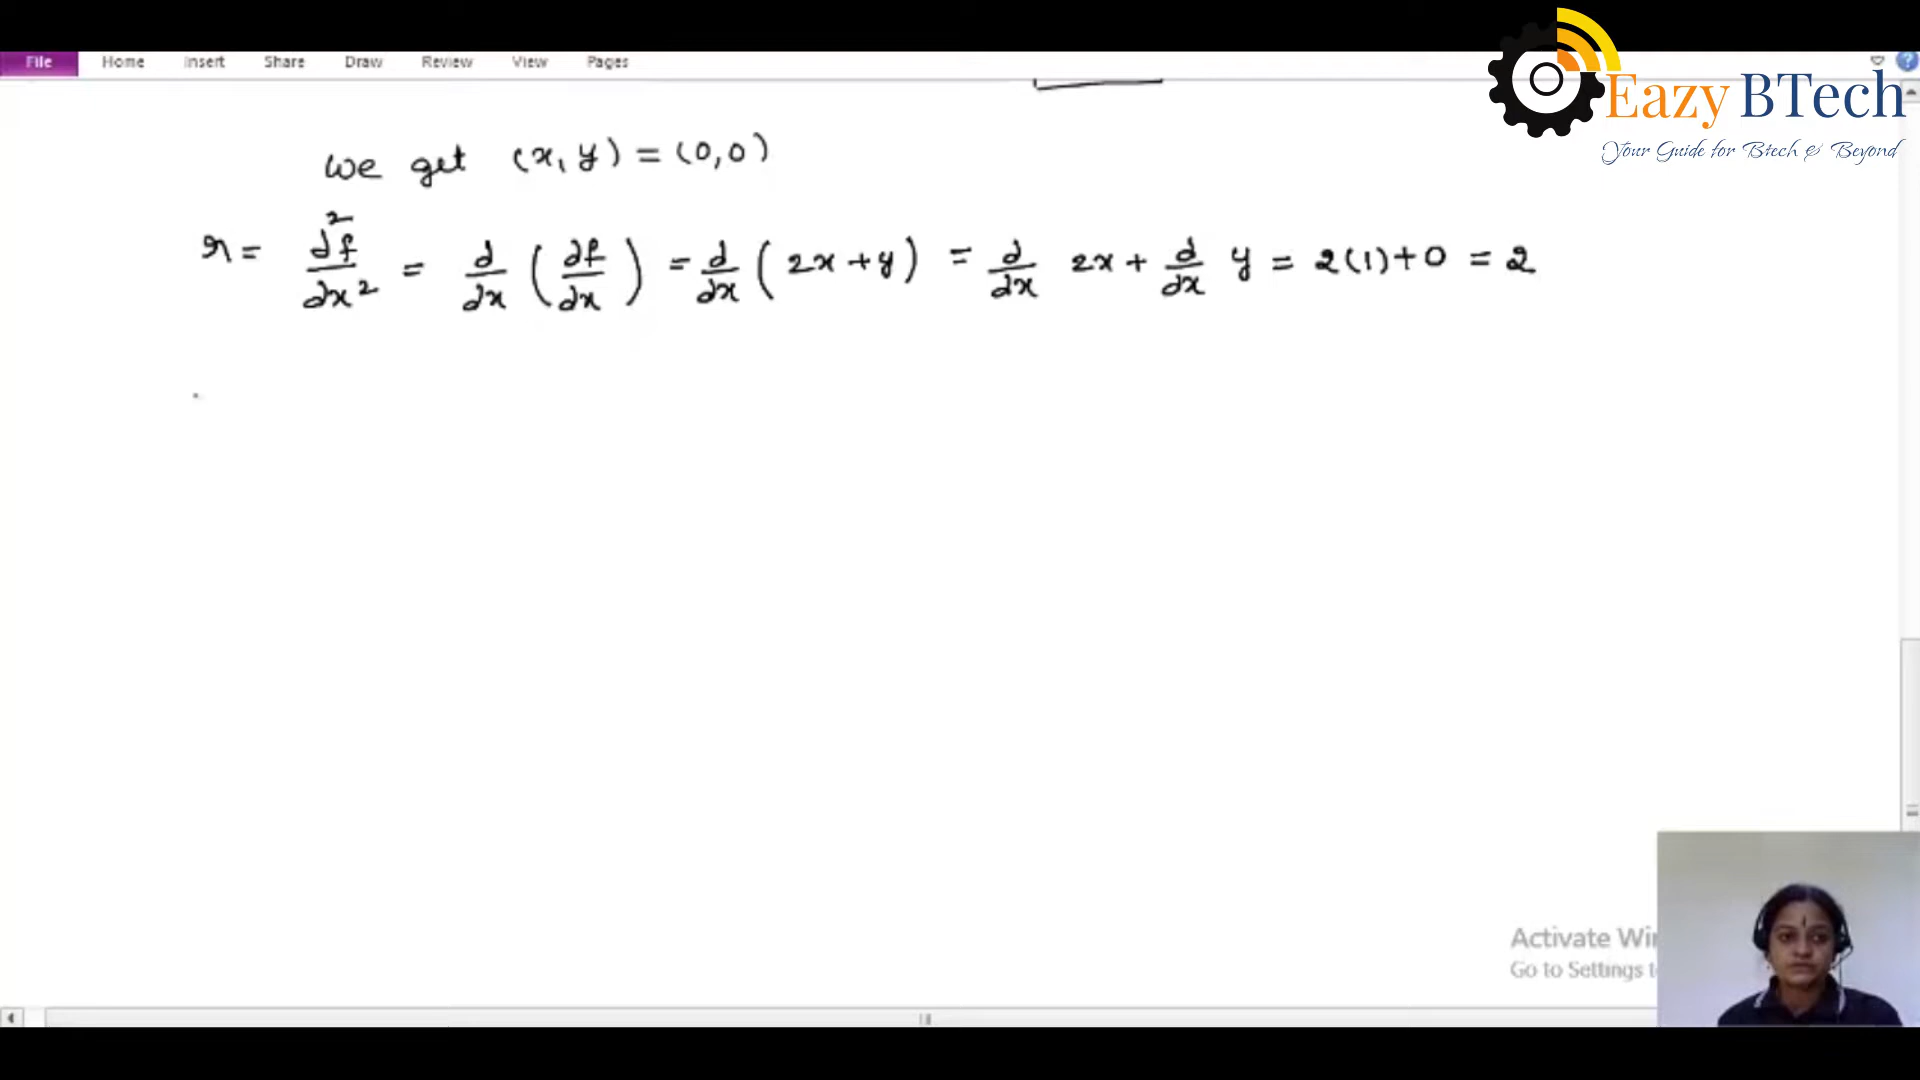 File Home Insert Share Draw Review View Pages
Eazy BTech
Your Guide for Btech & Beyond
We get (x, y) = (0,0)
r = ∂²f/∂x² = ∂/∂x (∂f/∂x) = ∂/∂x (2x+y) = ∂/∂x 2x + ∂/∂x y = 2(1)+0 = 2
Activate Wi
Go to Settings t